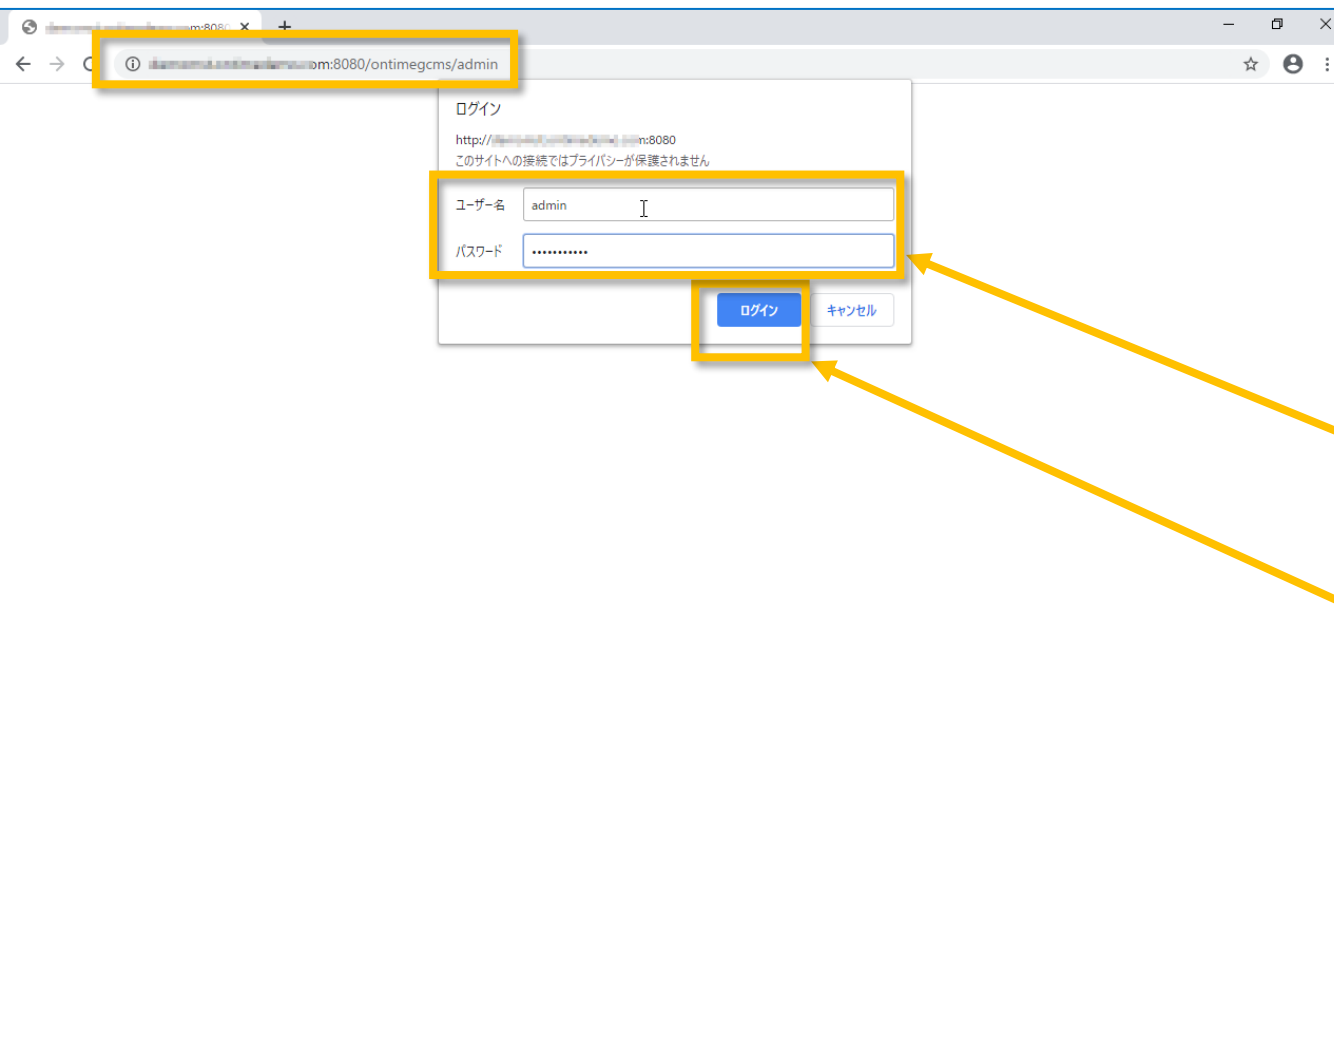 m:8080
om:8080/ontimegcms/admin
ログイン
http:// m:8080
このサイトへの接続ではプライバシーが保護されません
ユーザー名 admin
パスワード •••••••••••
ログイン キャンセル